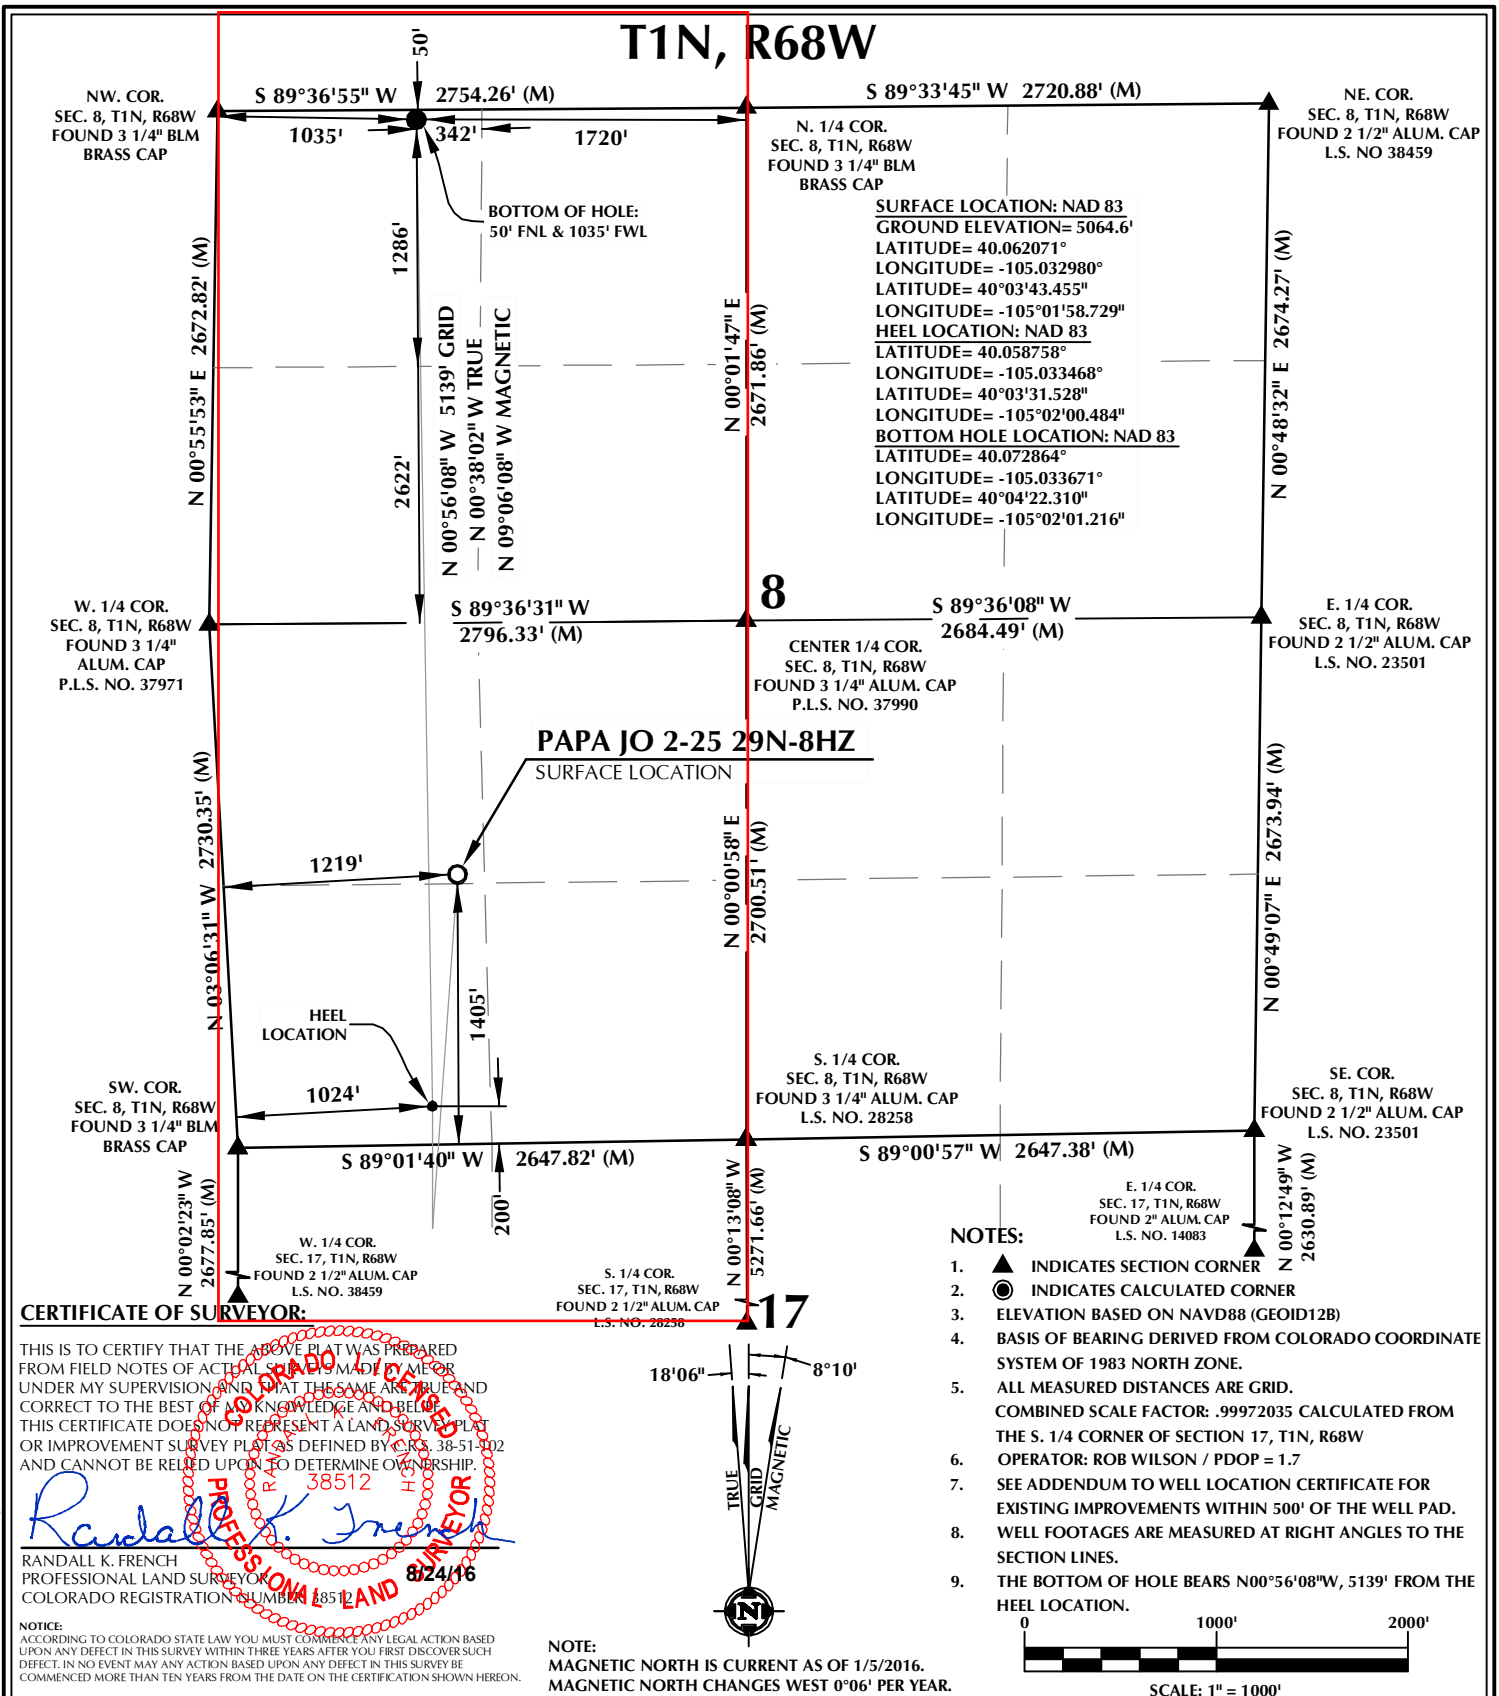 T1N, R68W
50'
NW. COR.
SEC. 8, T1N, R68W
FOUND 3 1/4" BLM
BRASS CAP
S 89°36'55" W 2754.26' (M)
S 89°33'45" W 2720.88' (M)
NE. COR.
SEC. 8, T1N, R68W
FOUND 2 1/2" ALUM. CAP
L.S. NO 38459
1035'
342'
1720'
N. 1/4 COR.
SEC. 8, T1N, R68W
FOUND 3 1/4" BLM
BRASS CAP
BOTTOM OF HOLE:
50' FNL & 1035' FWL
SURFACE LOCATION: NAD 83
GROUND ELEVATION= 5064.6'
LATITUDE= 40.062071°
LONGITUDE= -105.032980°
LATITUDE= 40°03'43.455"
LONGITUDE= -105°01'58.729"
HEEL LOCATION: NAD 83
LATITUDE= 40.058758°
LONGITUDE= -105.033468°
LATITUDE= 40°03'31.528"
LONGITUDE= -105°02'00.484"
BOTTOM HOLE LOCATION: NAD 83
LATITUDE= 40.072864°
LONGITUDE= -105.033671°
LATITUDE= 40°04'22.310"
LONGITUDE= -105°02'01.216"
N 00°55'53" E 2672.82' (M)
1286'
2622'
N 00°56'08" W 5139' GRID
N 00°38'02" W TRUE
N 09°06'08" W MAGNETIC
N 00°01'47" E
2671.86' (M)
N 00°48'32" E 2674.27' (M)
8
W. 1/4 COR.
SEC. 8, T1N, R68W
FOUND 3 1/4"
ALUM. CAP
P.L.S. NO. 37971
S 89°36'31" W
2796.33' (M)
S 89°36'08" W
2684.49' (M)
CENTER 1/4 COR.
SEC. 8, T1N, R68W
FOUND 3 1/4" ALUM. CAP
P.L.S. NO. 37990
E. 1/4 COR.
SEC. 8, T1N, R68W
FOUND 2 1/2" ALUM. CAP
L.S. NO. 23501
PAPA JO 2-25 29N-8HZ
SURFACE LOCATION
N 03°06'31" W 2730.35' (M)
1219'
N 00°00'58" E
2700.51' (M)
N 00°49'07" E 2673.94' (M)
1405'
HEEL
LOCATION
1024'
SW. COR.
SEC. 8, T1N, R68W
FOUND 3 1/4" BLM
BRASS CAP
S. 1/4 COR.
SEC. 8, T1N, R68W
FOUND 3 1/4" ALUM. CAP
L.S. NO. 28258
SE. COR.
SEC. 8, T1N, R68W
FOUND 2 1/2" ALUM. CAP
L.S. NO. 23501
S 89°01'40" W 2647.82' (M)
S 89°00'57" W 2647.38' (M)
200'
N 00°02'23" W
2677.85' (M)
N 00°13'08" W
5271.66' (M)
N 00°12'49" W
2630.89' (M)
E. 1/4 COR.
SEC. 17, T1N, R68W
FOUND 2" ALUM. CAP
L.S. NO. 14083
W. 1/4 COR.
SEC. 17, T1N, R68W
FOUND 2 1/2" ALUM. CAP
L.S. NO. 38459
S. 1/4 COR.
SEC. 17, T1N, R68W
FOUND 2 1/2" ALUM. CAP
L.S. NO. 28258
17
NOTES:
1. INDICATES SECTION CORNER
2. INDICATES CALCULATED CORNER
3. ELEVATION BASED ON NAVD88 (GEOID12B)
4. BASIS OF BEARING DERIVED FROM COLORADO COORDINATE
SYSTEM OF 1983 NORTH ZONE.
5. ALL MEASURED DISTANCES ARE GRID.
COMBINED SCALE FACTOR: .99972035 CALCULATED FROM
THE S. 1/4 CORNER OF SECTION 17, T1N, R68W
6. OPERATOR: ROB WILSON / PDOP = 1.7
7. SEE ADDENDUM TO WELL LOCATION CERTIFICATE FOR
EXISTING IMPROVEMENTS WITHIN 500' OF THE WELL PAD.
8. WELL FOOTAGES ARE MEASURED AT RIGHT ANGLES TO THE
SECTION LINES.
9. THE BOTTOM OF HOLE BEARS N00°56'08"W, 5139' FROM THE
HEEL LOCATION.
CERTIFICATE OF SURVEYOR:
THIS IS TO CERTIFY THAT THE ABOVE PLAT WAS PREPARED
FROM FIELD NOTES OF ACTUAL SURVEYS MADE BY ME OR
UNDER MY SUPERVISION AND THAT THE SAME ARE TRUE AND
CORRECT TO THE BEST OF MY KNOWLEDGE AND BELIEF.
THIS CERTIFICATE DOES NOT REPRESENT A LAND SURVEY PLAT
OR IMPROVEMENT SURVEY PLAT AS DEFINED BY C.R.S. 38-51-102
AND CANNOT BE RELIED UPON TO DETERMINE OWNERSHIP.
COLORADO LICENSED
PROFESSIONAL LAND SURVEYOR
RANDALL K. FRENCH
38512
Randall K. French
8/24/16
RANDALL K. FRENCH
PROFESSIONAL LAND SURVEYOR
COLORADO REGISTRATION NUMBER 38512
NOTICE:
ACCORDING TO COLORADO STATE LAW YOU MUST COMMENCE ANY LEGAL ACTION BASED
UPON ANY DEFECT IN THIS SURVEY WITHIN THREE YEARS AFTER YOU FIRST DISCOVER SUCH
DEFECT. IN NO EVENT MAY ANY ACTION BASED UPON ANY DEFECT IN THIS SURVEY BE
COMMENCED MORE THAN TEN YEARS FROM THE DATE ON THE CERTIFICATION SHOWN HEREON.
18'06"
8°10'
TRUE
GRID
MAGNETIC
N
NOTE:
MAGNETIC NORTH IS CURRENT AS OF 1/5/2016.
MAGNETIC NORTH CHANGES WEST 0°06' PER YEAR.
0 1000' 2000'
SCALE: 1" = 1000'